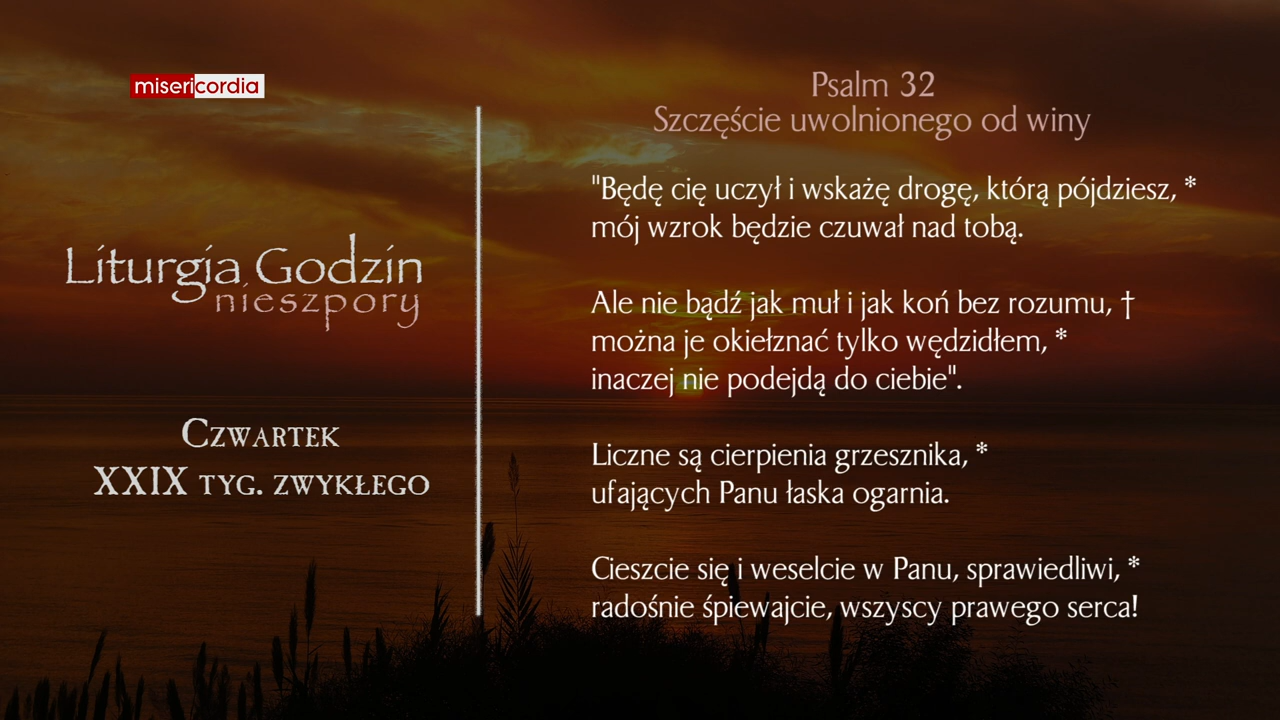 misericordia
Liturgia Godzin
nieszpory
Czwartek
XXIX tyg. zwykłego
Psalm 32
Szczęście uwolnionego od winy
"Będę cię uczył i wskażę drogę, którą pójdziesz, *
mój wzrok będzie czuwał nad tobą.
Ale nie bądź jak muł i jak koń bez rozumu, †
można je okiełznać tylko wędzidłem, *
inaczej nie podejdą do ciebie".
Liczne są cierpienia grzesznika, *
ufających Panu łaska ogarnia.
Cieszcie się i weselcie w Panu, sprawiedliwi, *
radośnie śpiewajcie, wszyscy prawego serca!